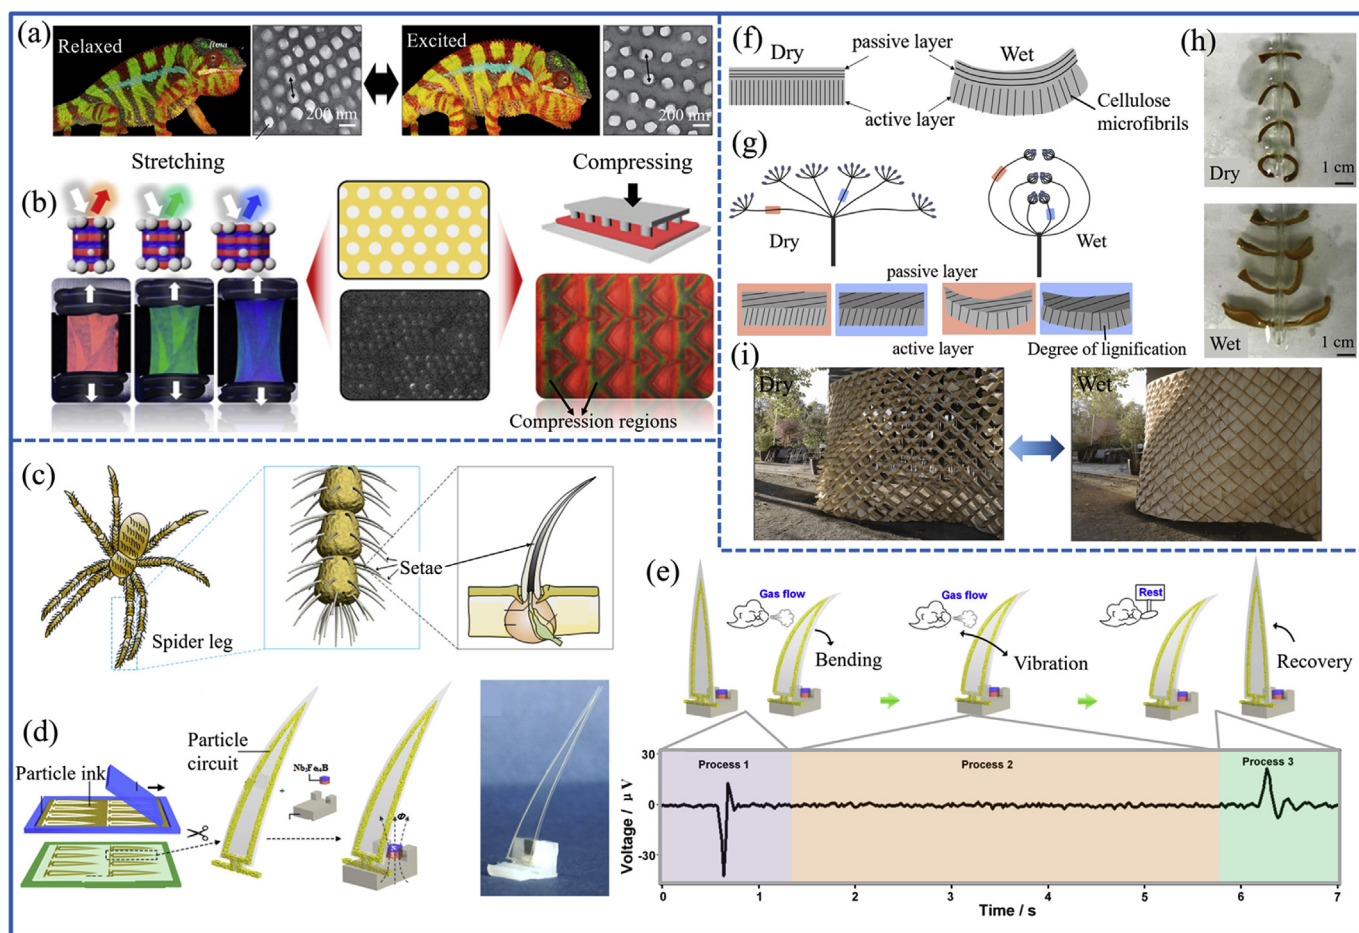 (a)
Relaxed
200 nm
Excited
200 nm
Stretching
Compressing
(b)
Compression regions
(c)
Spider leg
Setae
(d)
Particle ink
Particle
circuit
+
Φ
(e)
Gas flow
Bending
Gas flow
Vibration
Rest
Recovery
Process 1
Process 2
Process 3
Voltage / μV
30
0
-30
0
1
2
3
4
5
6
7
Time / s
(f)
Dry
passive layer
Wet
active layer
Cellulose
microfibrils
(g)
Dry
Wet
passive layer
active layer
Degree of lignification
(h)
Dry
1 cm
Wet
1 cm
(i)
Dry
Wet